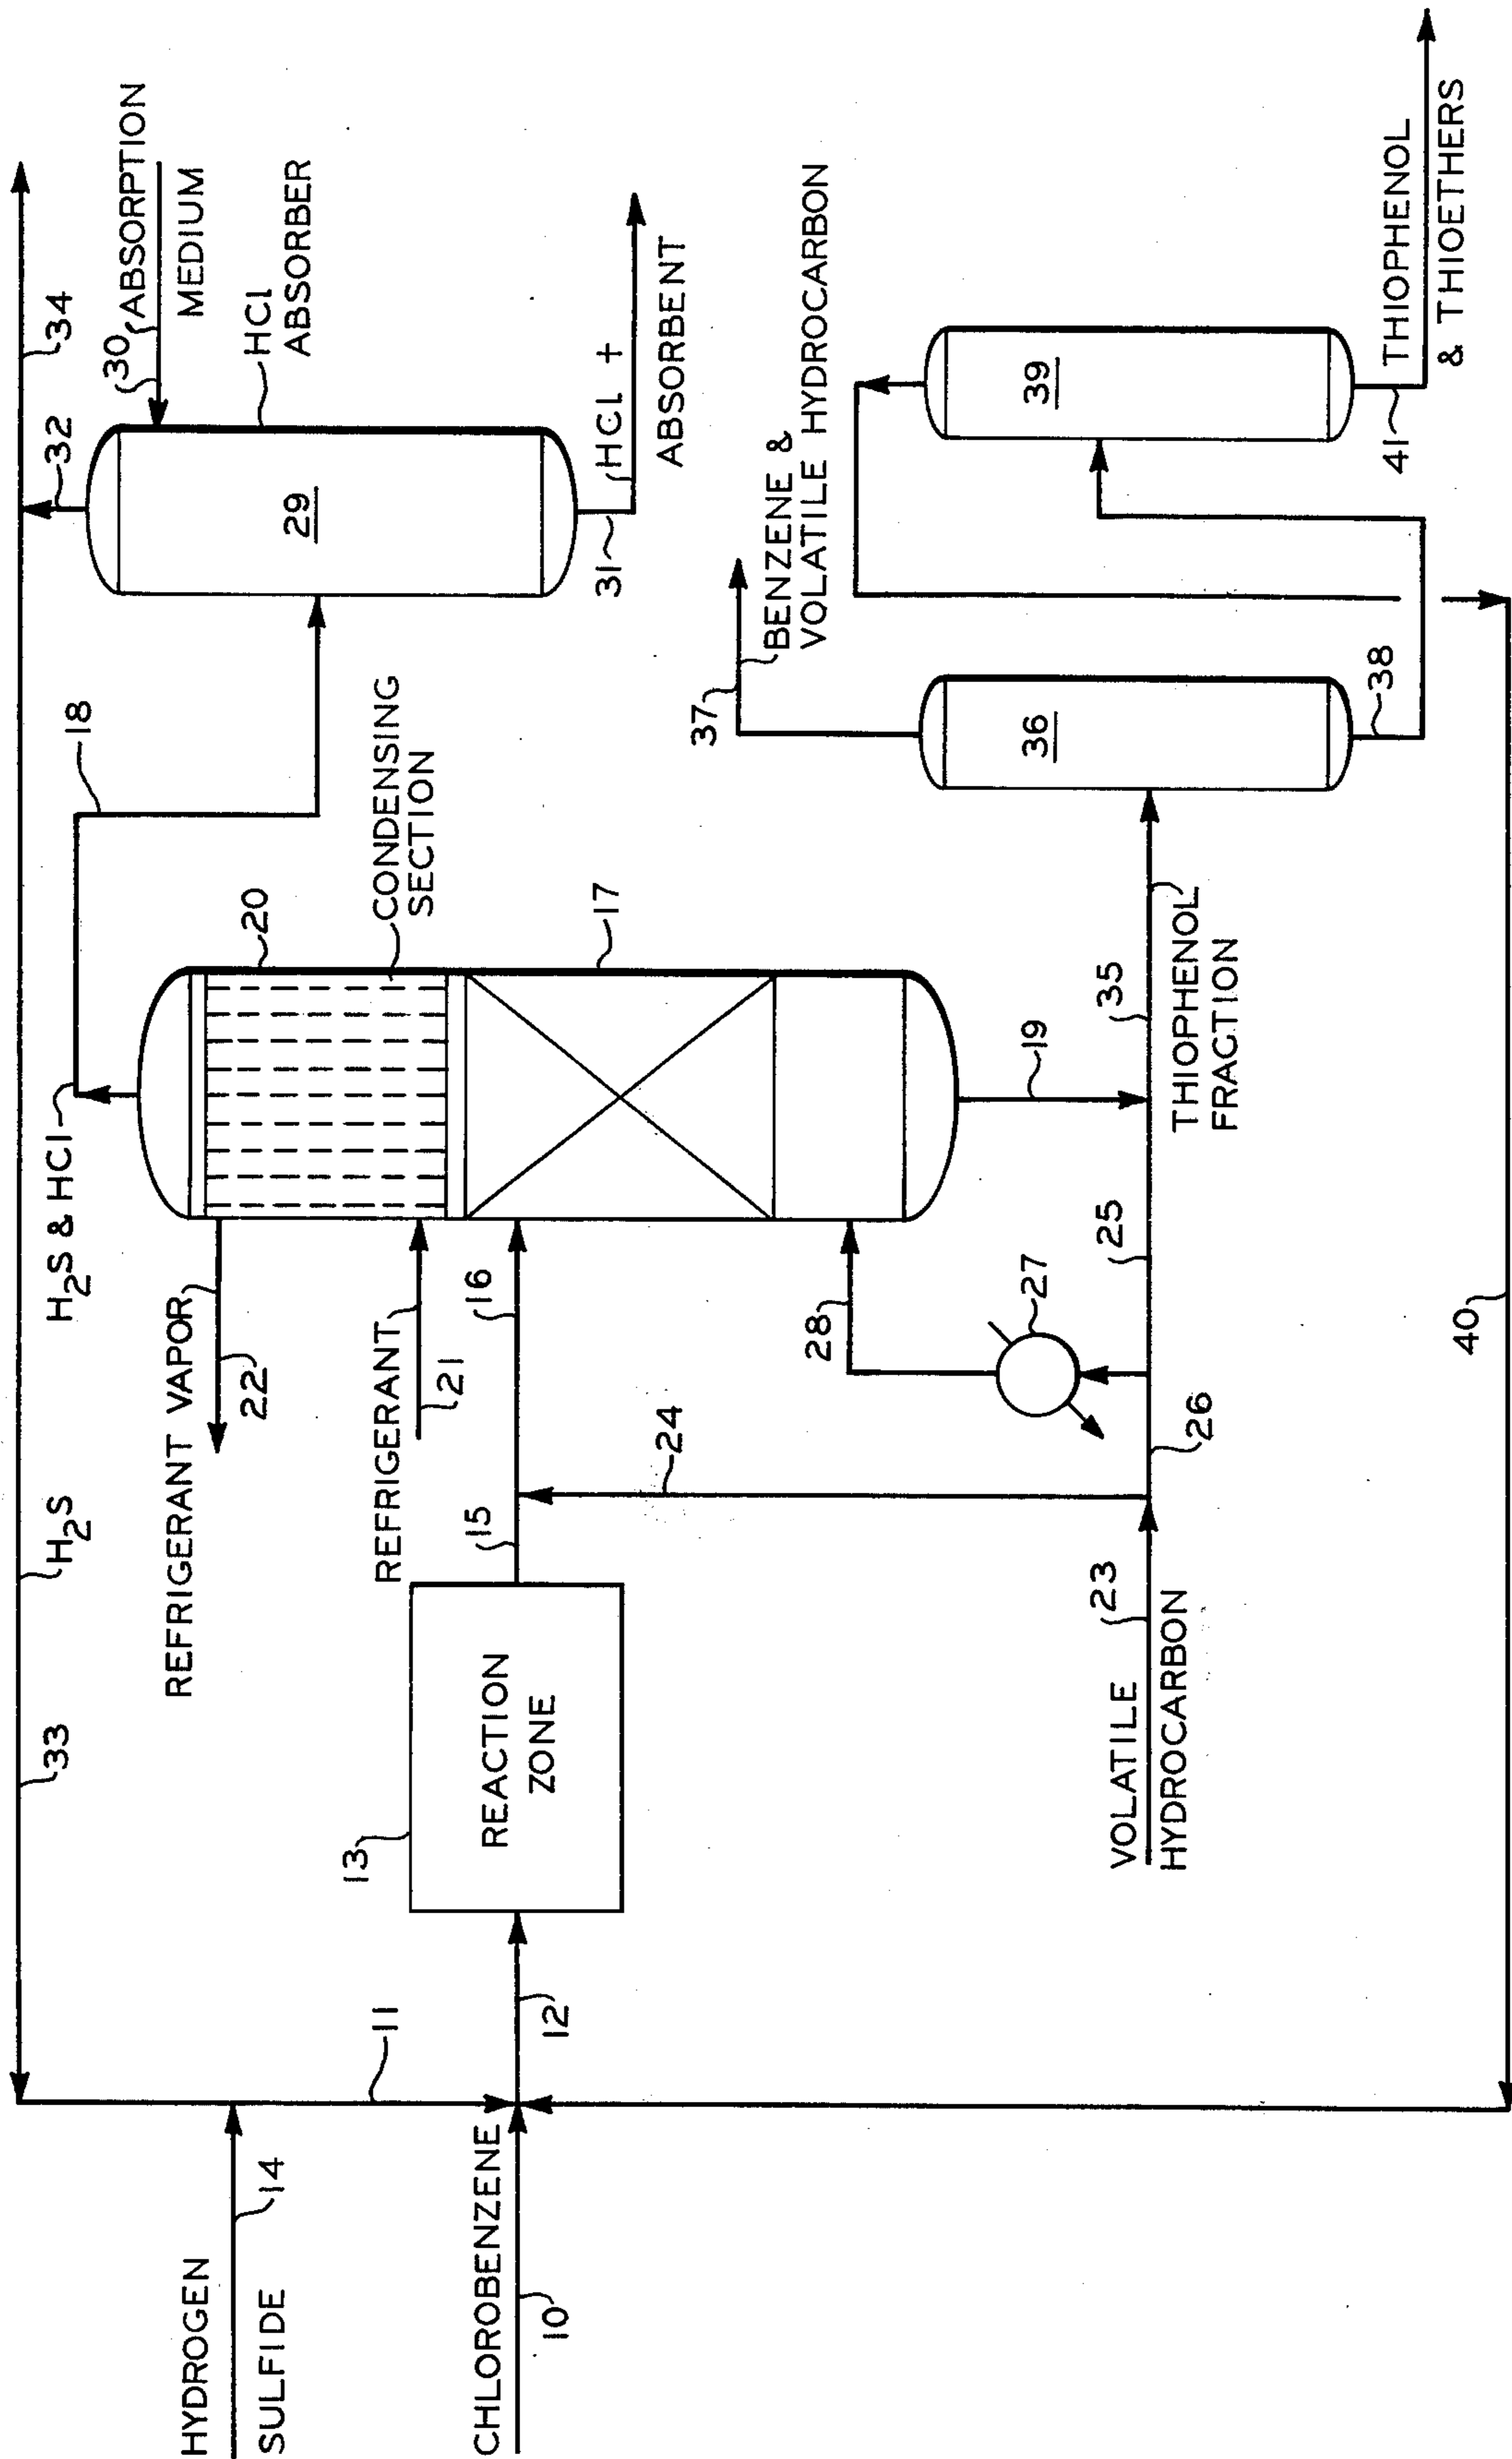 HYDROGEN
SULFIDE
14
CHLOROBENZENE
10
11
12
13
REACTION
ZONE
33
H2S
34
H2S & HCl
18
REFRIGERANT VAPOR
22
REFRIGERANT
21
15
16
20
CONDENSING
SECTION
17
19
24
VOLATILE
HYDROCARBON
23
26
25
27
28
35
THIOPHENOL
FRACTION
32
30
ABSORPTION
MEDIUM
HCl
ABSORBER
29
31
HCl +
ABSORBENT
37
BENZENE &
VOLATILE HYDROCARBON
36
38
39
41
THIOPHENOL
& THIOETHERS
40